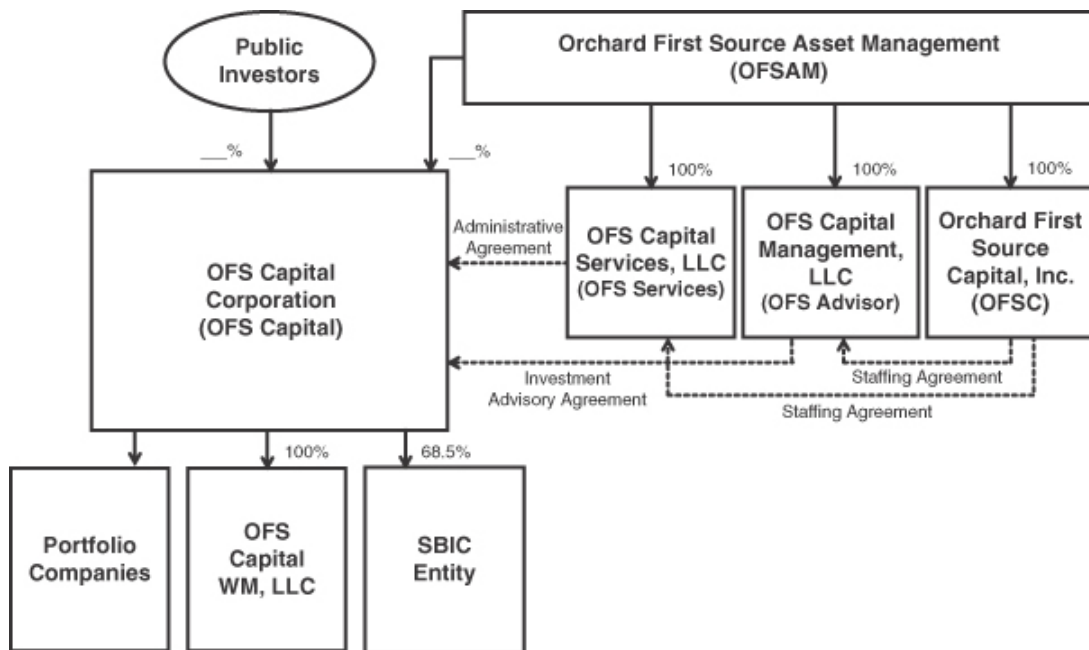 Public
Investors
Orchard First Source Asset Management
(OFSAM)
___%
___%
100%
100%
100%
OFS Capital
Corporation
(OFS Capital)
Administrative
Agreement
OFS Capital
Services, LLC
(OFS Services)
OFS Capital
Management,
LLC
(OFS Advisor)
Orchard First
Source
Capital, Inc.
(OFSC)
Investment
Advisory Agreement
Staffing Agreement
Staffing Agreement
100%
68.5%
Portfolio
Companies
OFS
Capital
WM, LLC
SBIC
Entity